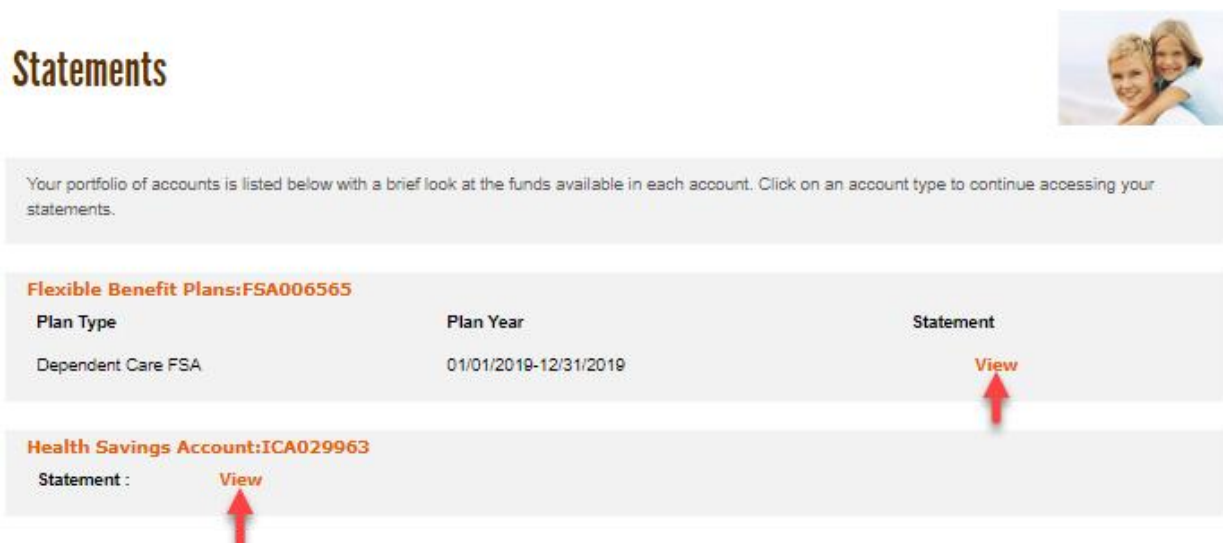 Statements
Your portfolio of accounts is listed below with a brief look at the funds available in each account. Click on an account type to continue accessing your
statements.
Flexible Benefit Plans:FSA006565
Plan Type Plan Year Statement
Dependent Care FSA 01/01/2019-12/31/2019 View
Health Savings Account:ICA029963
Statement : View